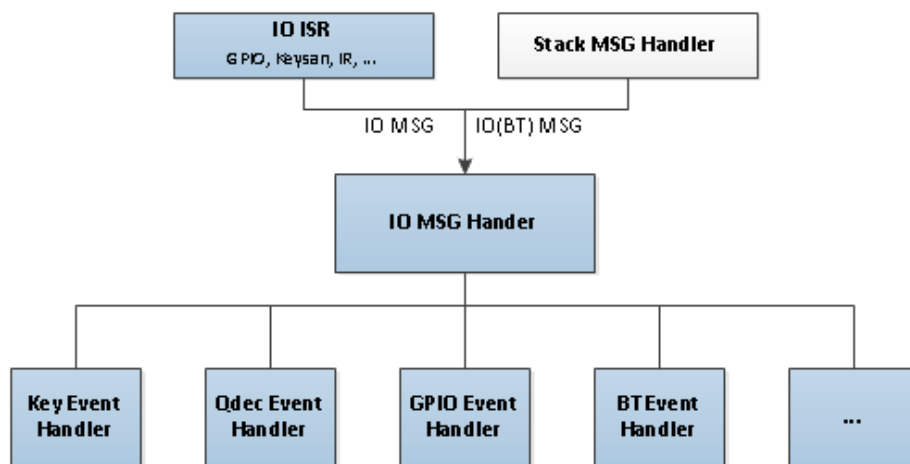 IO ISR
GPIO, Keysan, IR, ...
Stack MSG Handler
IO MSG
IO(BT) MSG
IO MSG Hander
Key Event
Handler
Qdec Event
Handler
GPIO Event
Handler
BT Event
Handler
...